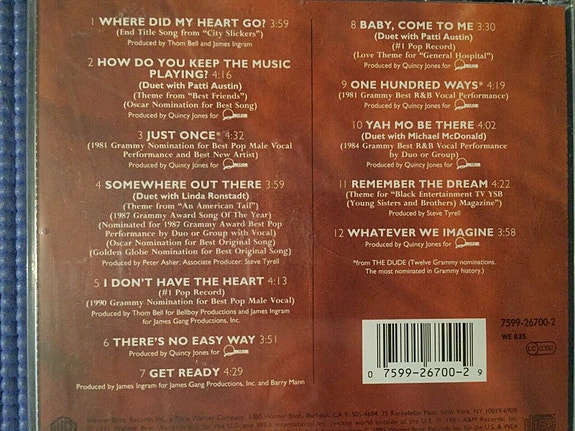 1 WHERE DID MY HEART GO? 3:59
(End Title Song from "City Slickers")
Produced by Thom Bell and James Ingram
2 HOW DO YOU KEEP THE MUSIC
PLAYING? 4:16
(Duet with Patti Austin)
(Theme from "Best Friends")
(Oscar Nomination for Best Song)
Produced by Quincy Jones for
3 JUST ONCE* 4:32
(1981 Grammy Nomination for Best Pop Male Vocal
Performance and Best New Artist)
Produced by Quincy Jones for
4 SOMEWHERE OUT THERE 3:59
(Duet with Linda Ronstadt)
(Theme from "An American Tail")
(1987 Grammy Award Song Of The Year)
(Nominated for 1987 Grammy Award Best Pop
Performance by Duo or Group with Vocal)
(Oscar Nomination for Best Original Song)
(Golden Globe Nomination for Best Original Song)
Produced by Peter Asher; Associate Producer: Steve Tyrell
5 I DON'T HAVE THE HEART 4:13
(#1 Pop Record)
(1990 Grammy Nomination for Best Pop Male Vocal)
Produced by Thom Bell for Bellboy Productions and James Ingram
for James Gang Productions, Inc.
6 THERE'S NO EASY WAY 3:51
Produced by Quincy Jones for
7 GET READY 4:29
Produced by James Ingram for James Gang Productions, Inc. and Barry Mann
8 BABY, COME TO ME 3:30
(Duet with Patti Austin)
(#1 Pop Record)
(Love Theme for "General Hospital")
Produced by Quincy Jones for
9 ONE HUNDRED WAYS* 4:19
(1981 Grammy Best R&B Vocal Performance)
Produced by Quincy Jones for
10 YAH MO BE THERE 4:02
(Duet with Michael McDonald)
(1984 Grammy Best R&B Vocal Performance
by Duo or Group)
Produced by Quincy Jones for
11 REMEMBER THE DREAM 4:22
(Theme for "Black Entertainment TV YSB
(Young Sisters and Brothers) Magazine")
Produced by Steve Tyrell
12 WHATEVER WE IMAGINE 3:58
Produced by Quincy Jones for
*from THE DUDE (Twelve Grammy nominations.
The most nominated in Grammy history.)
7599-26700-2
WE 835
0 7599-26700-2 9
Warner Bros. Records Inc., a Time Warner Company,